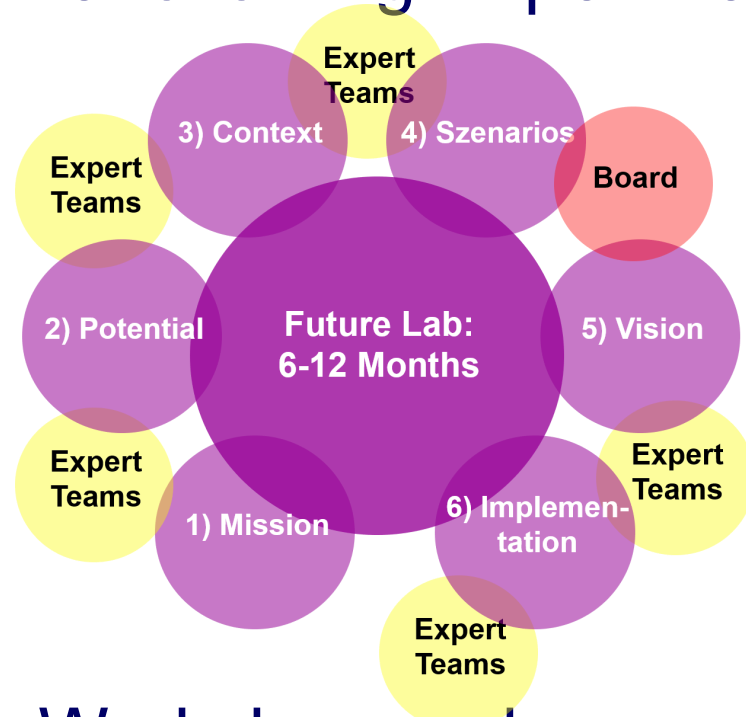 Expert
Teams
3) Context
4) Szenarios
Expert
Teams
Board
2) Potential
Future Lab:
6-12 Months
5) Vision
Expert
Teams
Expert
Teams
1) Mission
6) Implemen-
tation
Expert
Teams